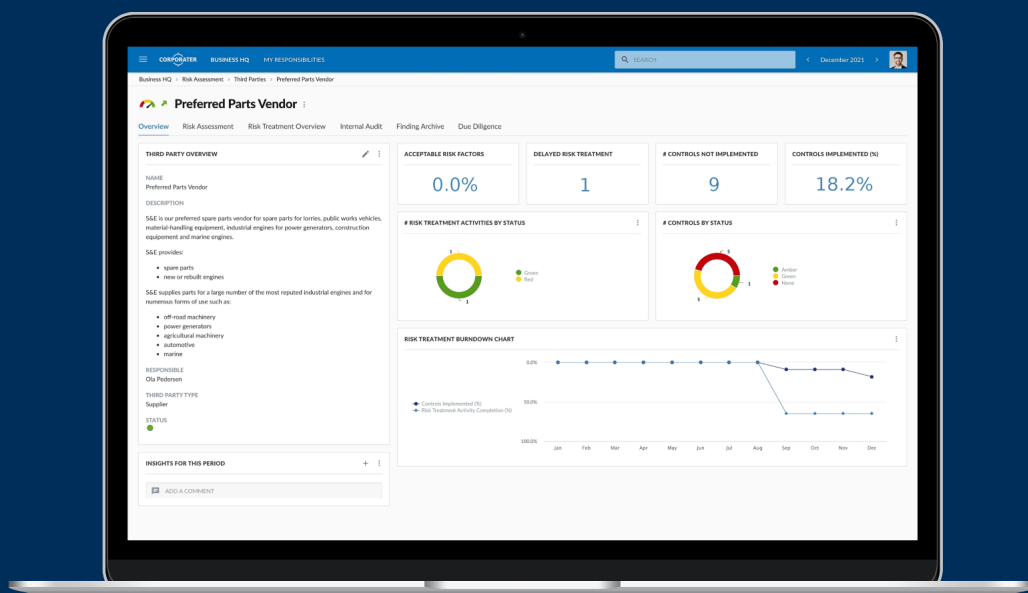 CORPORATER
BUSINESS HQ
MY RESPONSIBILITIES
SEARCH
December 2021
Business HQ › Risk Assessment › Third Parties › Preferred Parts Vendor
Preferred Parts Vendor
Overview
Risk Assessment
Risk Treatment Overview
Internal Audit
Finding Archive
Due Diligence
THIRD PARTY OVERVIEW
NAME
Preferred Parts Vendor
DESCRIPTION
S&E is our preferred spare parts vendor for spare parts for lorries, public works vehicles,
material-handling equipment, industrial engines for power generators, construction
equipement and marine engines.
S&E provides:
• spare parts
• new or rebuilt engines
S&E supplies parts for a large number of the most reputed industrial engines and for
numerous forms of use such as:
• off-road machinery
• power generators
• agricultural machinery
• automotive
• marine
RESPONSIBLE
Ola Pedersen
THIRD PARTY TYPE
Supplier
STATUS
INSIGHTS FOR THIS PERIOD
ADD A COMMENT
ACCEPTABLE RISK FACTORS
0.0%
DELAYED RISK TREATMENT
1
# CONTROLS NOT IMPLEMENTED
9
CONTROLS IMPLEMENTED (%)
18.2%
# RISK TREATMENT ACTIVITIES BY STATUS
1
1
Green
Red
# CONTROLS BY STATUS
5
1
5
Amber
Green
None
RISK TREATMENT BURNDOWN CHART
Controls Implemented (%)
Risk Treatment Activity Completion (%)
0.0%
50.0%
100.0%
Jan Feb Mar Apr May Jun Jul Aug Sep Oct Nov Dec